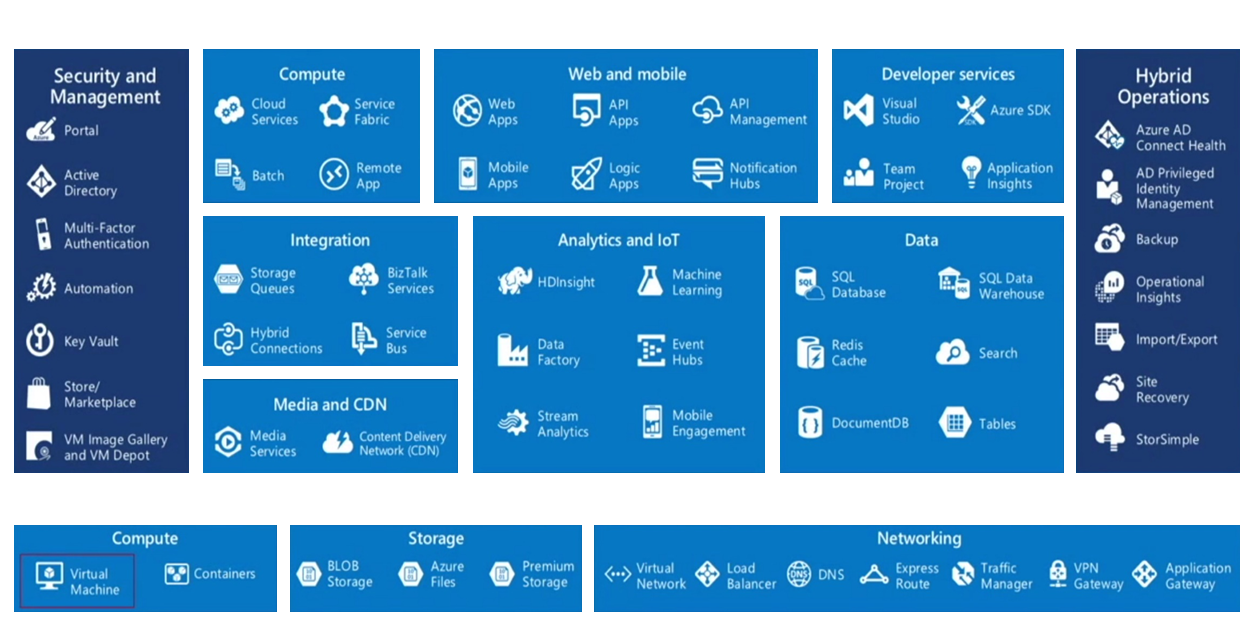 Security and
Management
Portal
Active
Directory
Multi-Factor
Authentication
Automation
Key Vault
Store/
Marketplace
VM Image Gallery
and VM Depot
Compute
Cloud
Services
Service
Fabric
Batch
Remote
App
Web and mobile
Web
Apps
API
Apps
API
Management
Mobile
Apps
Logic
Apps
Notification
Hubs
Developer services
Visual
Studio
Azure SDK
Team
Project
Application
Insights
Integration
Storage
Queues
BizTalk
Services
Hybrid
Connections
Service
Bus
Media and CDN
Media
Services
Content Delivery
Network (CDN)
Analytics and IoT
HDInsight
Machine
Learning
Data
Factory
Event
Hubs
Stream
Analytics
Mobile
Engagement
Data
SQL
SQL
Database
SQL
SQL Data
Warehouse
Redis
Cache
Search
DocumentDB
Tables
Hybrid
Operations
Azure AD
Connect Health
AD Privileged
Identity
Management
Backup
Operational
Insights
Import/Export
Site
Recovery
StorSimple
Compute
Virtual
Machine
Containers
Storage
BLOB
Storage
Azure
Files
Premium
Storage
Networking
Virtual
Network
Load
Balancer
DNS
DNS
Express
Route
Traffic
Manager
VPN
Gateway
Application
Gateway